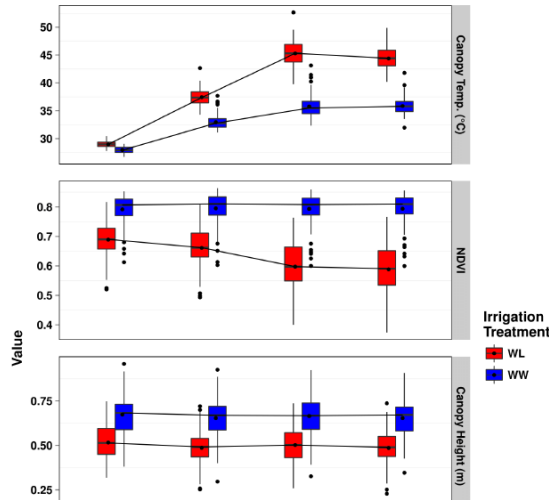 50
45
40
35
30
Canopy Temp. (°C)
0.8
0.7
0.6
0.5
0.4
NDVI
Value
Irrigation
Treatment
WL
WW
0.75
0.50
0.25
Canopy Height (m)